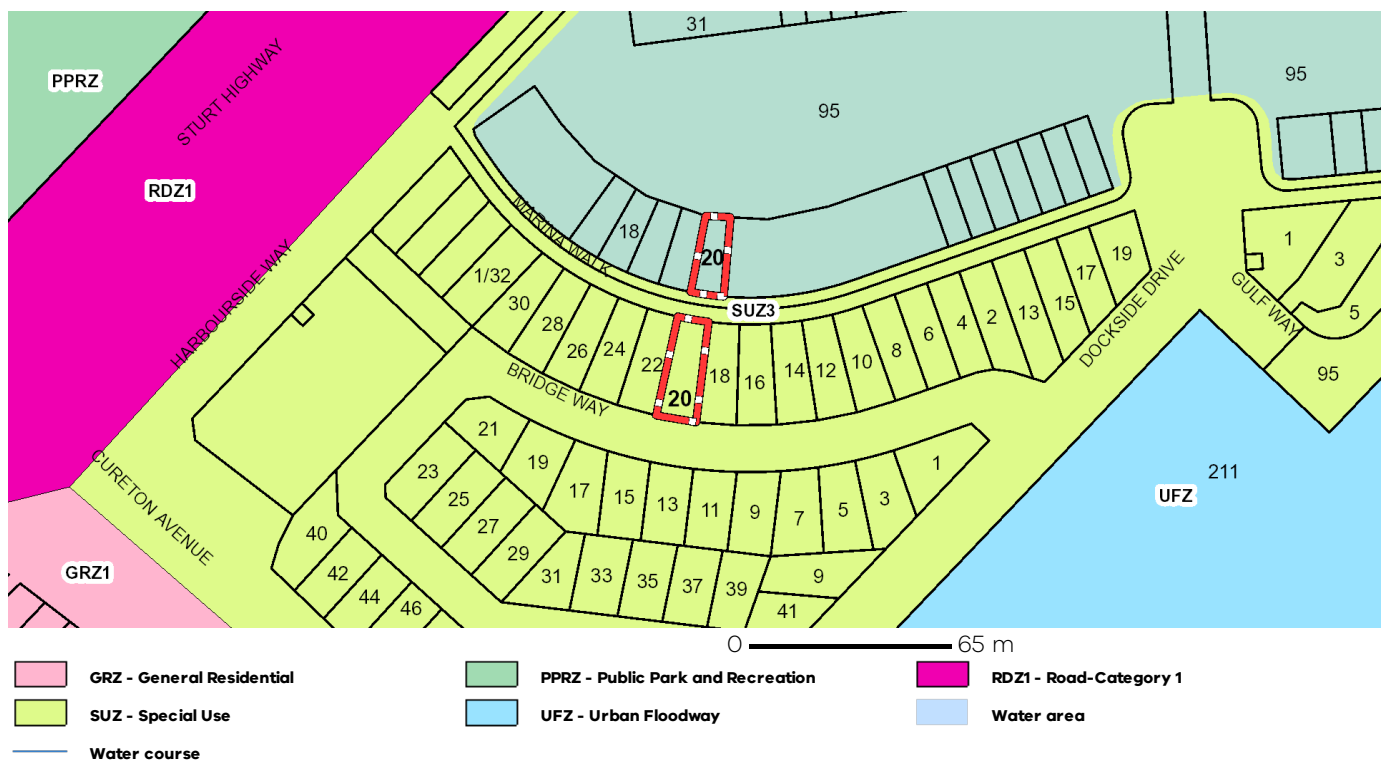 31
PPRZ
STURT HIGHWAY
95
95
RDZ1
MARINA WALK
18
20
HARBOURSIDE WAY
SUZ3
1/32
30
28
26
24
22
20
18
16
14
12
10
8
6
4
2
13
15
17
19
DOCKSIDE DRIVE
GULF WAY
1
3
5
95
BRIDGE WAY
21
19
17
15
13
11
9
7
5
3
1
23
25
27
29
31
33
35
37
39
9
41
211
UFZ
CURETON AVENUE
40
42
44
46
GRZ1
0 65 m
GRZ - General Residential
PPRZ - Public Park and Recreation
RDZ1 - Road-Category 1
SUZ - Special Use
UFZ - Urban Floodway
Water area
Water course